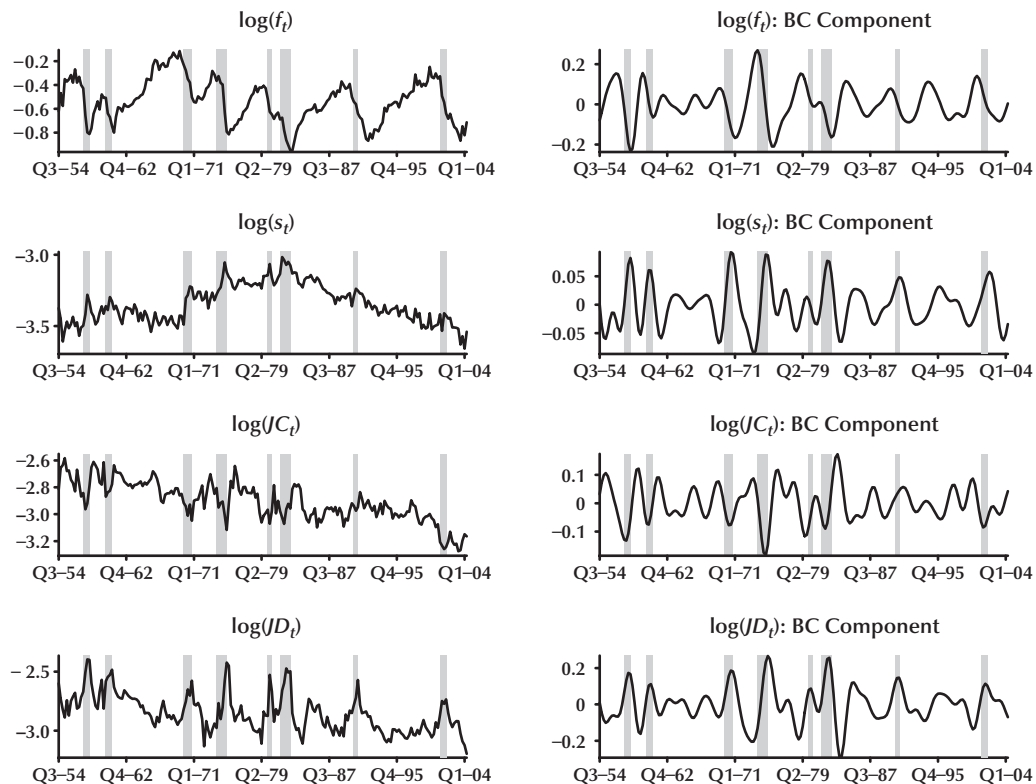 log(f_t)
−0.2
−0.4
−0.6
−0.8
Q3−54 Q4−62 Q1−71 Q2−79 Q3−87 Q4−95 Q1−04
log(f_t): BC Component
0.2
0
−0.2
Q3−54 Q4−62 Q1−71 Q2−79 Q3−87 Q4−95 Q1−04
log(s_t)
−3.0
−3.5
Q3−54 Q4−62 Q1−71 Q2−79 Q3−87 Q4−95 Q1−04
log(s_t): BC Component
0.05
0
−0.05
Q3−54 Q4−62 Q1−71 Q2−79 Q3−87 Q4−95 Q1−04
log(JC_t)
−2.6
−2.8
−3.0
−3.2
Q3−54 Q4−62 Q1−71 Q2−79 Q3−87 Q4−95 Q1−04
log(JC_t): BC Component
0.1
0
−0.1
Q3−54 Q4−62 Q1−71 Q2−79 Q3−87 Q4−95 Q1−04
log(JD_t)
−2.5
−3.0
Q3−54 Q4−62 Q1−71 Q2−79 Q3−87 Q4−95 Q1−04
log(JD_t): BC Component
0.2
0
−0.2
Q3−54 Q4−62 Q1−71 Q2−79 Q3−87 Q4−95 Q1−04